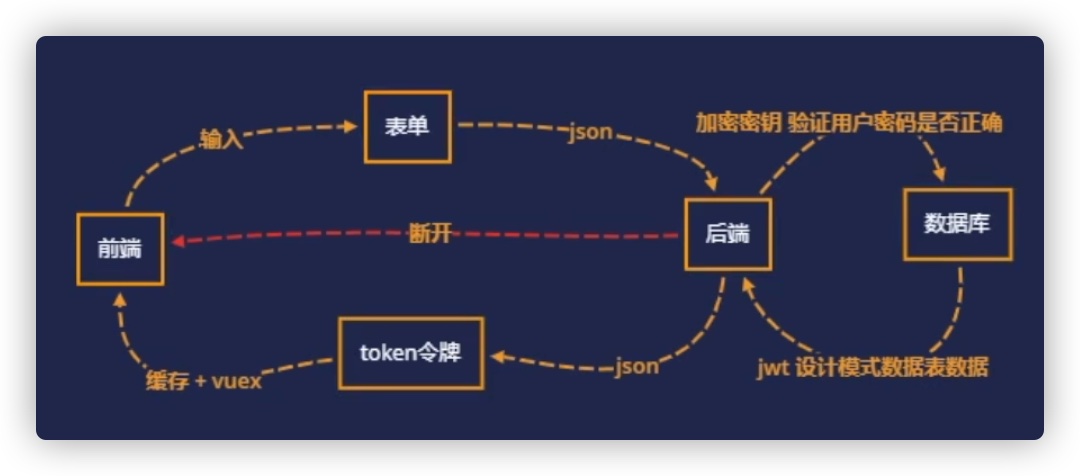 表单
输入
json
加密密钥 验证用户密码是否正确
前端
断开
后端
数据库
token令牌
json
缓存 + vuex
jwt 设计模式数据表数据